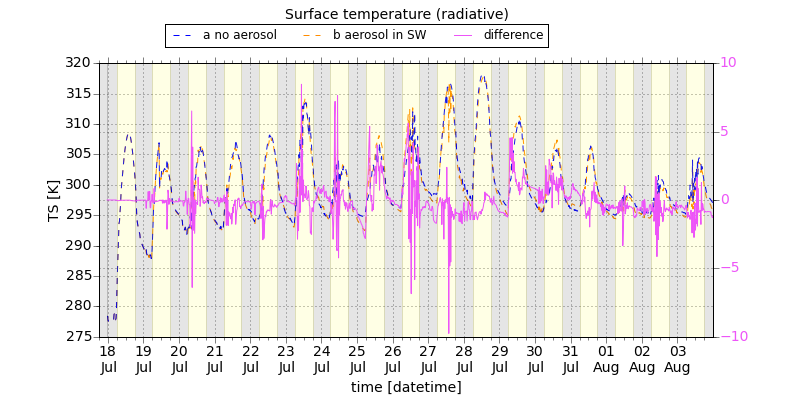 Surface temperature (radiative)
a no aerosol b aerosol in SW difference
320
315
310
305
300
295
290
285
280
275
TS [K]
10
5
0
−5
−10
18 19 20 21 22 23 24 25 26 27 28 29 30 31 01 02 03
Jul Jul Jul Jul Jul Jul Jul Jul Jul Jul Jul Jul Jul Jul Aug Aug Aug
time [datetime]